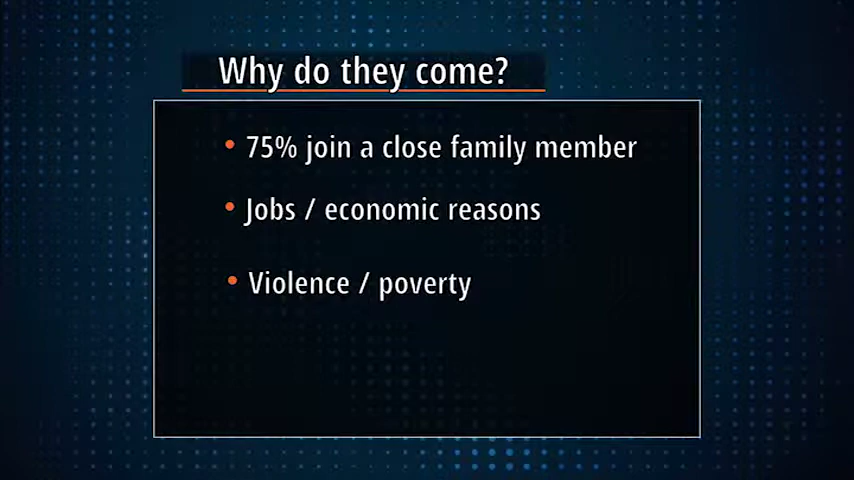 Why do they come?
• 75% join a close family member
• Jobs / economic reasons
• Violence / poverty